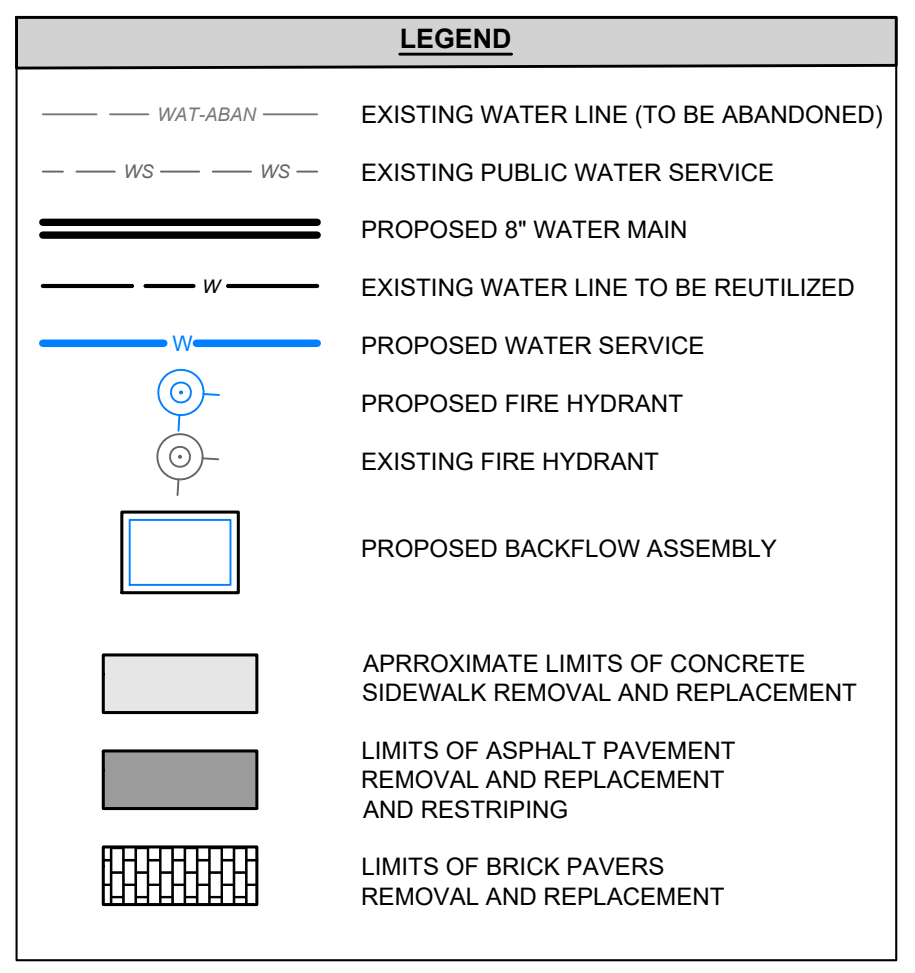 LEGEND
WAT-ABAN EXISTING WATER LINE (TO BE ABANDONED)
WS WS EXISTING PUBLIC WATER SERVICE
PROPOSED 8" WATER MAIN
W EXISTING WATER LINE TO BE REUTILIZED
W PROPOSED WATER SERVICE
PROPOSED FIRE HYDRANT
EXISTING FIRE HYDRANT
PROPOSED BACKFLOW ASSEMBLY
APRROXIMATE LIMITS OF CONCRETE
SIDEWALK REMOVAL AND REPLACEMENT
LIMITS OF ASPHALT PAVEMENT
REMOVAL AND REPLACEMENT
AND RESTRIPING
LIMITS OF BRICK PAVERS
REMOVAL AND REPLACEMENT